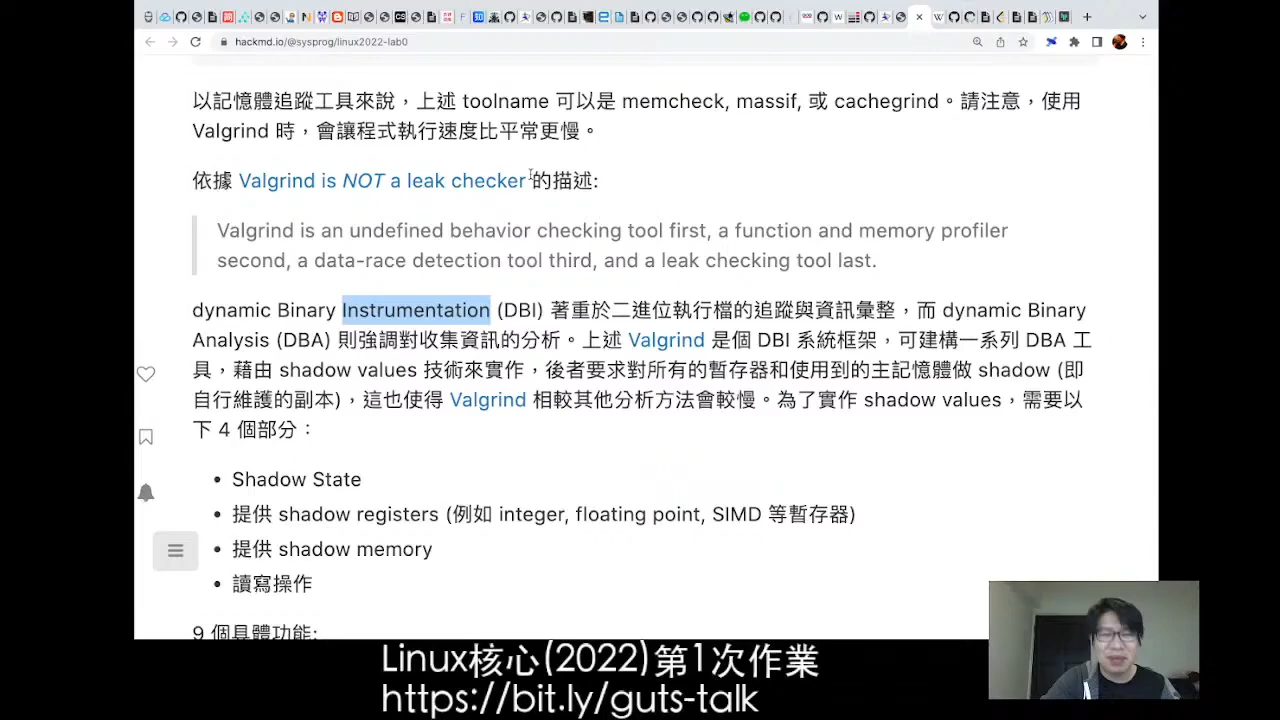 hackmd.io/@sysprog/linux2022-lab0
以記憶體追蹤工具來說，上述 toolname 可以是 memcheck, massif, 或 cachegrind。請注意，使用
Valgrind 時，會讓程式執行速度比平常更慢。
依據 Valgrind is NOT a leak checker 的描述:
Valgrind is an undefined behavior checking tool first, a function and memory profiler
second, a data-race detection tool third, and a leak checking tool last.
dynamic Binary Instrumentation (DBI) 著重於二進位執行檔的追蹤與資訊彙整，而 dynamic Binary
Analysis (DBA) 則強調對收集資訊的分析。上述 Valgrind 是個 DBI 系統框架，可建構一系列 DBA 工
具，藉由 shadow values 技術來實作，後者要求對所有的暫存器和使用到的主記憶體做 shadow (即
自行維護的副本)，這也使得 Valgrind 相較其他分析方法會較慢。為了實作 shadow values，需要以
下 4 個部分：
• Shadow State
• 提供 shadow registers (例如 integer, floating point, SIMD 等暫存器)
• 提供 shadow memory
• 讀寫操作
9 個具體功能:
Linux核心(2022)第1次作業
https://bit.ly/guts-talk